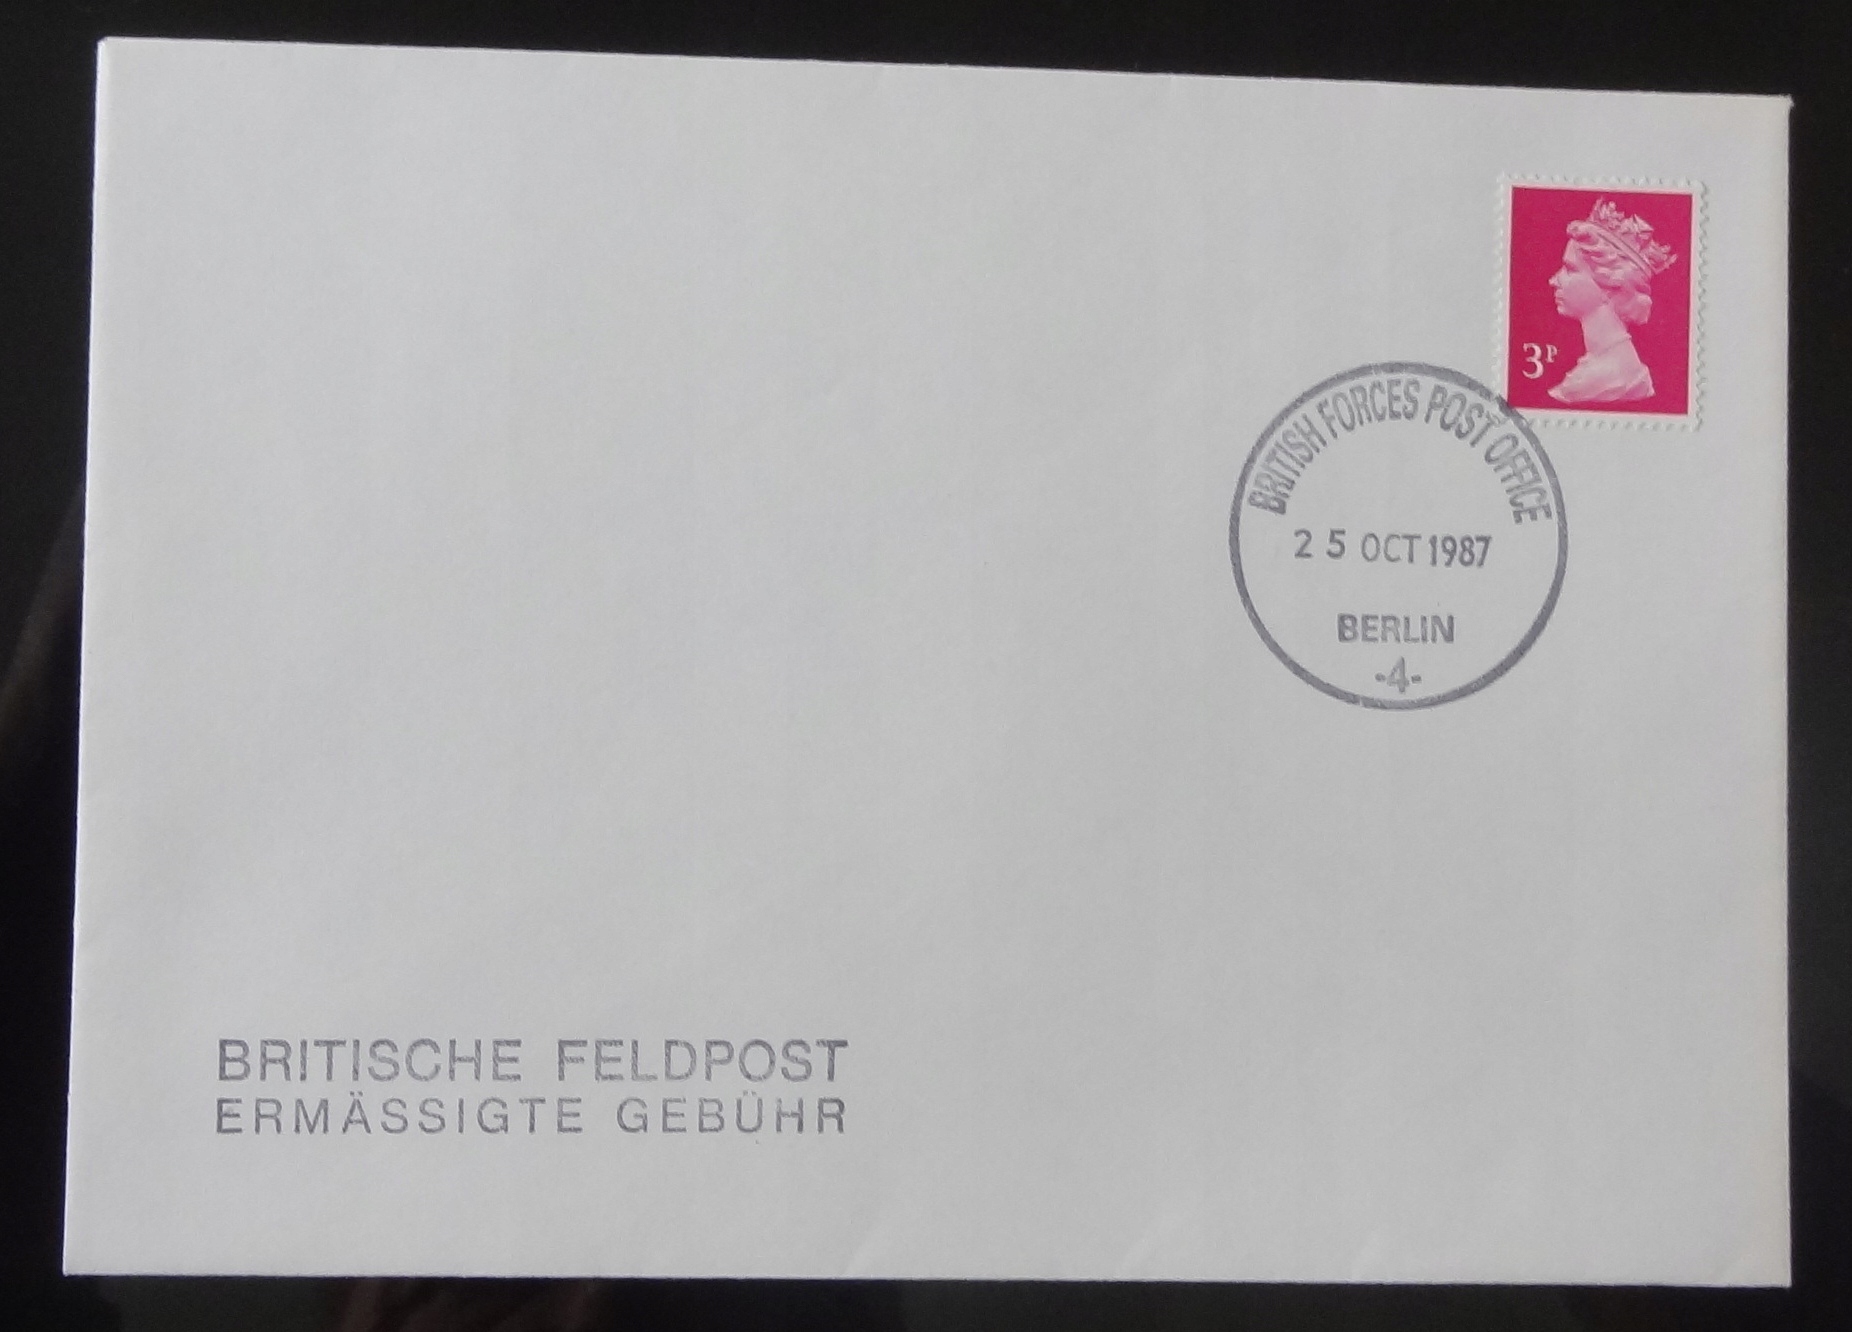 3P
BRITISH FORCES POST OFFICE
25 OCT 1987
BERLIN
-4-
BRITISCHE FELDPOST
ERMÄSSIGTE GEBÜHR